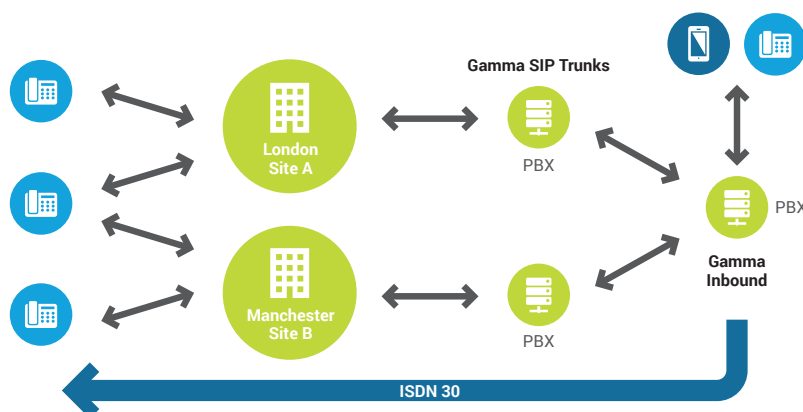 Gamma SIP Trunks
London
Site A
PBX
PBX
Gamma
Inbound
Manchester
Site B
PBX
ISDN 30